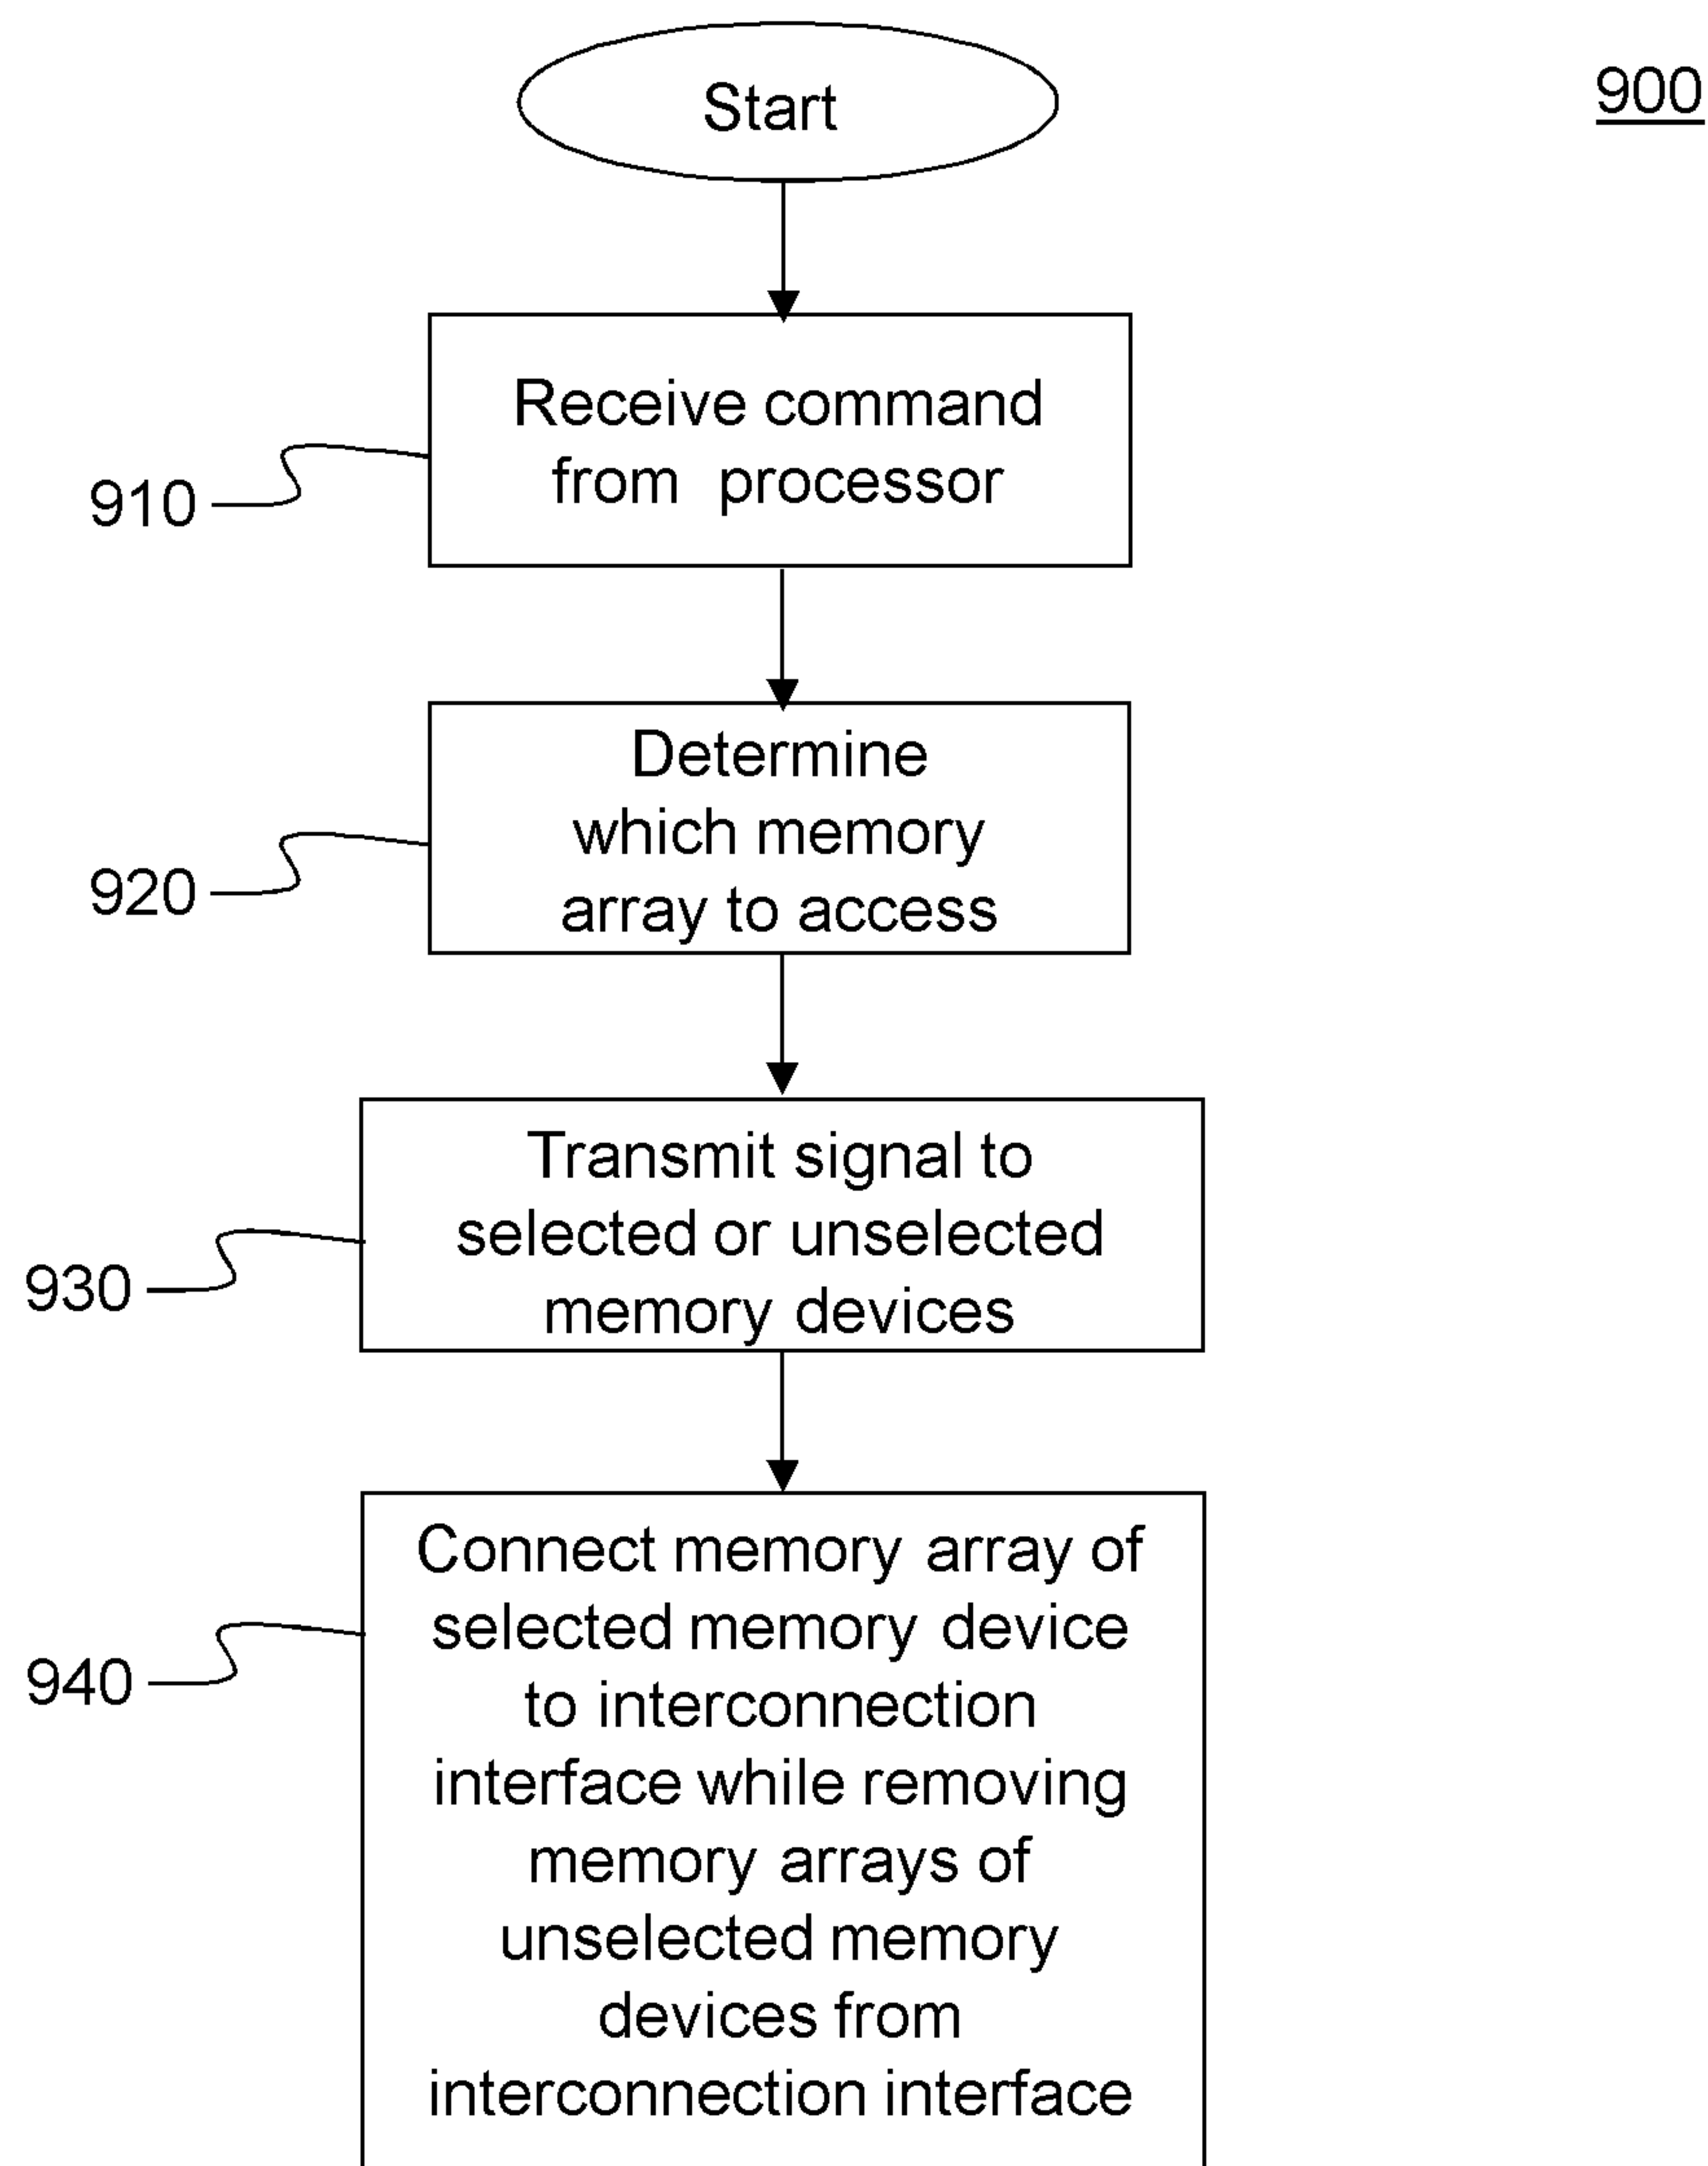 Start
900
Receive command
from processor
910
Determine
which memory
array to access
920
Transmit signal to
selected or unselected
memory devices
930
Connect memory array of
selected memory device
to interconnection
interface while removing
memory arrays of
unselected memory
devices from
interconnection interface
940